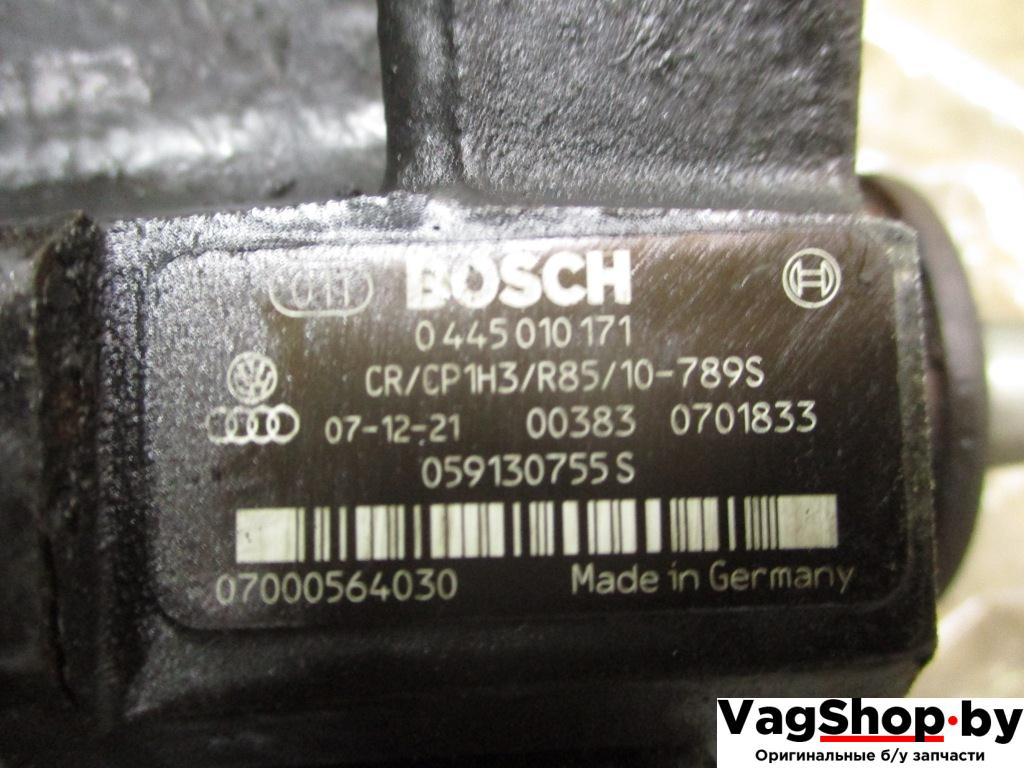 BOSCH
0 445 010 171
CR/CP1H3/R85/10-789S
07-12-21 00383 0701833
059130755S
07000564030 Made in Germany
VagShop.by
Оригинальные б/у запчасти